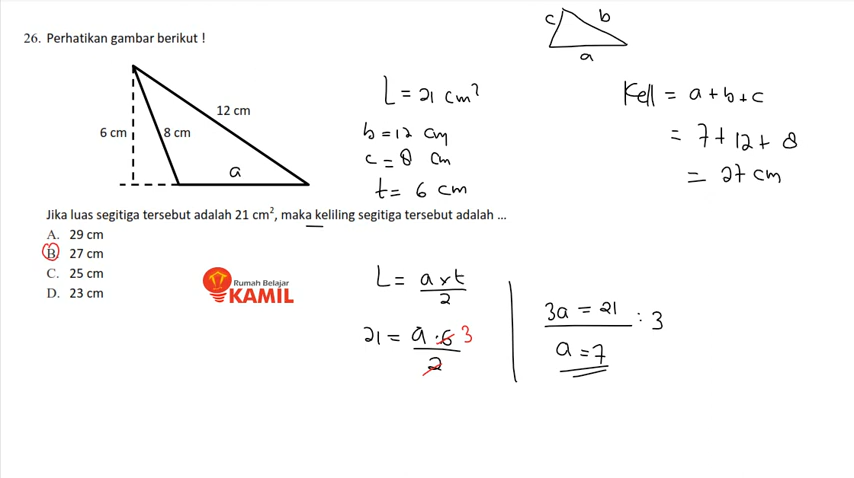 26. Perhatikan gambar berikut !
6 cm
8 cm
12 cm
a
L = 21 cm²
b = 12 cm
c = 8 cm
t = 6 cm
c
b
a
Kell = a + b + c
= 7 + 12 + 8
= 27 cm
Jika luas segitiga tersebut adalah 21 cm², maka keliling segitiga tersebut adalah ...
A. 29 cm
B. 27 cm
C. 25 cm
D. 23 cm
Rumah Belajar
KAMIL
L = a x t
2
21 = a . 6 3
2
3a = 21
: 3
a = 7